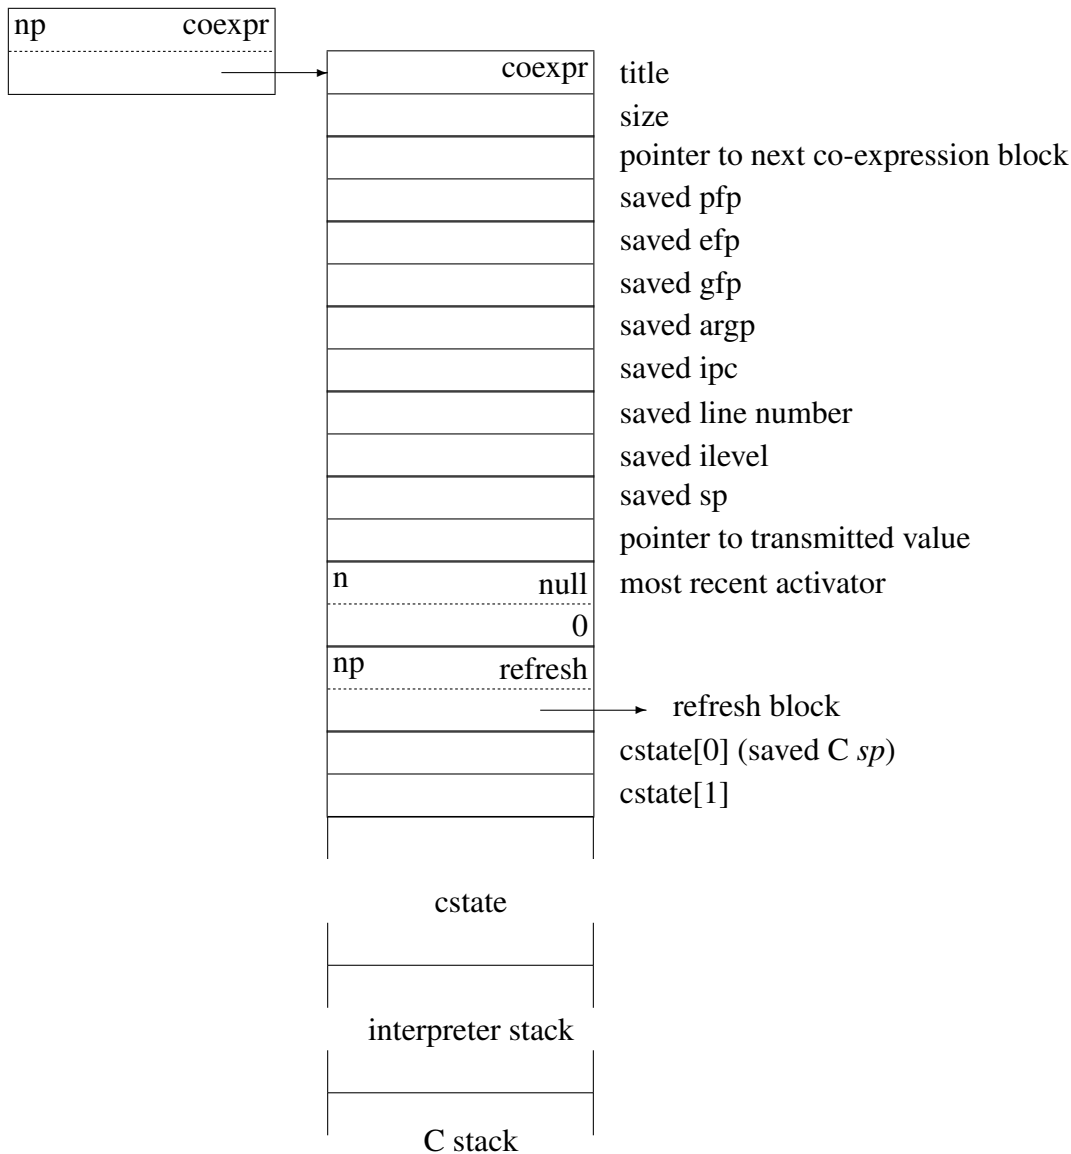 np coexpr
coexpr title
size
pointer to next co-expression block
saved pfp
saved efp
saved gfp
saved argp
saved ipc
saved line number
saved ilevel
saved sp
pointer to transmitted value
n null most recent activator
0
np refresh
refresh block
cstate[0] (saved C sp)
cstate[1]
cstate
interpreter stack
C stack